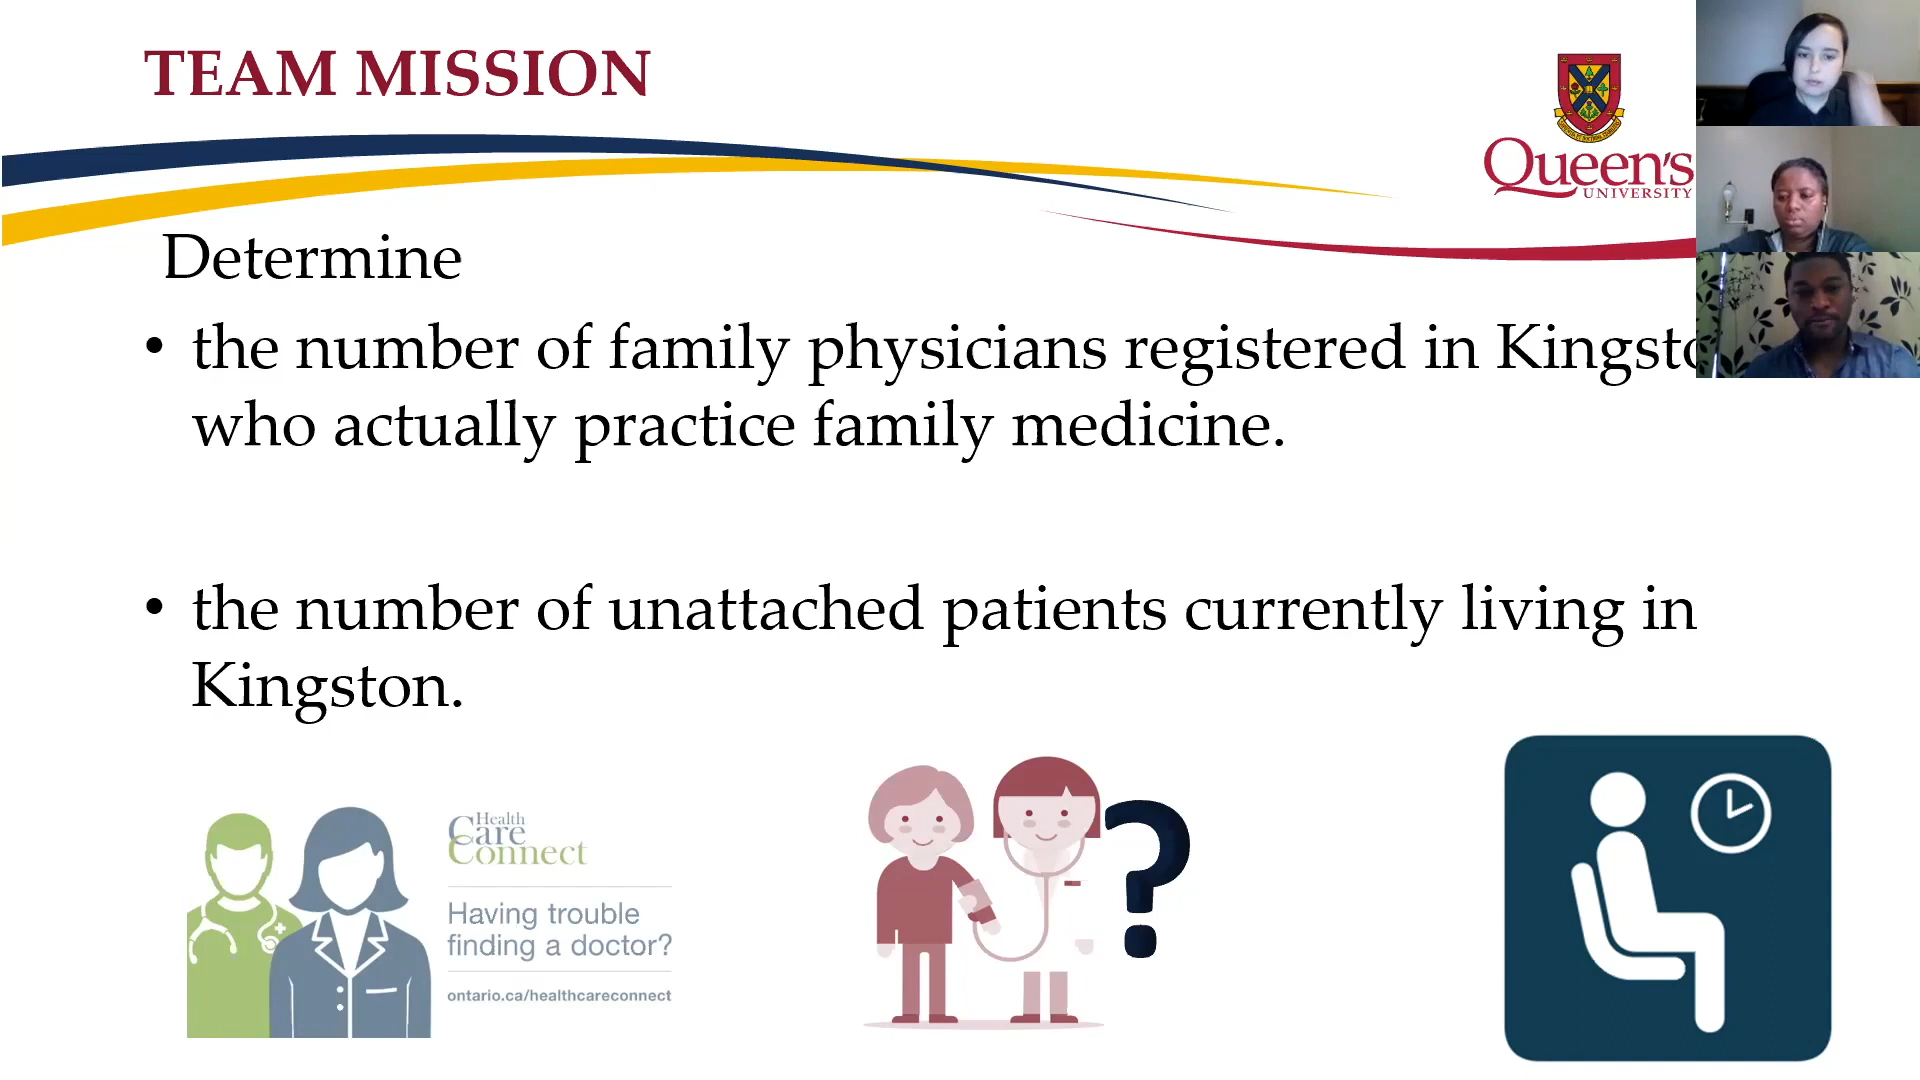 TEAM MISSION
Queen's
UNIVERSITY
Determine
• the number of family physicians registered in Kingsto
who actually practice family medicine.
• the number of unattached patients currently living in
Kingston.
Health
Care
Connect
Having trouble
finding a doctor?
ontario.ca/healthcareconnect
?